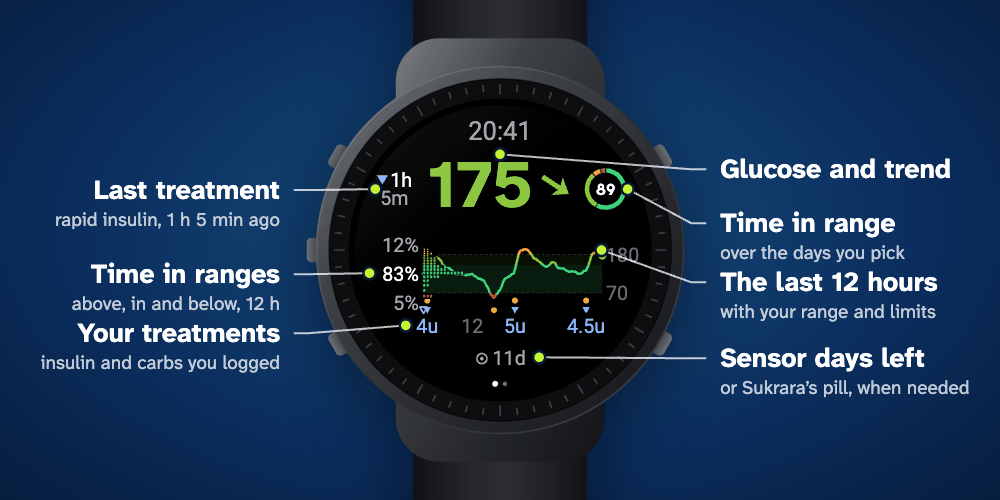 20:41
175
1h
5m
89
12%
83%
5%
180
70
4u
12
5u
4.5u
11d
Last treatment
rapid insulin, 1 h 5 min ago
Time in ranges
above, in and below, 12 h
Your treatments
insulin and carbs you logged
Glucose and trend
Time in range
over the days you pick
The last 12 hours
with your range and limits
Sensor days left
or Sukrara’s pill, when needed